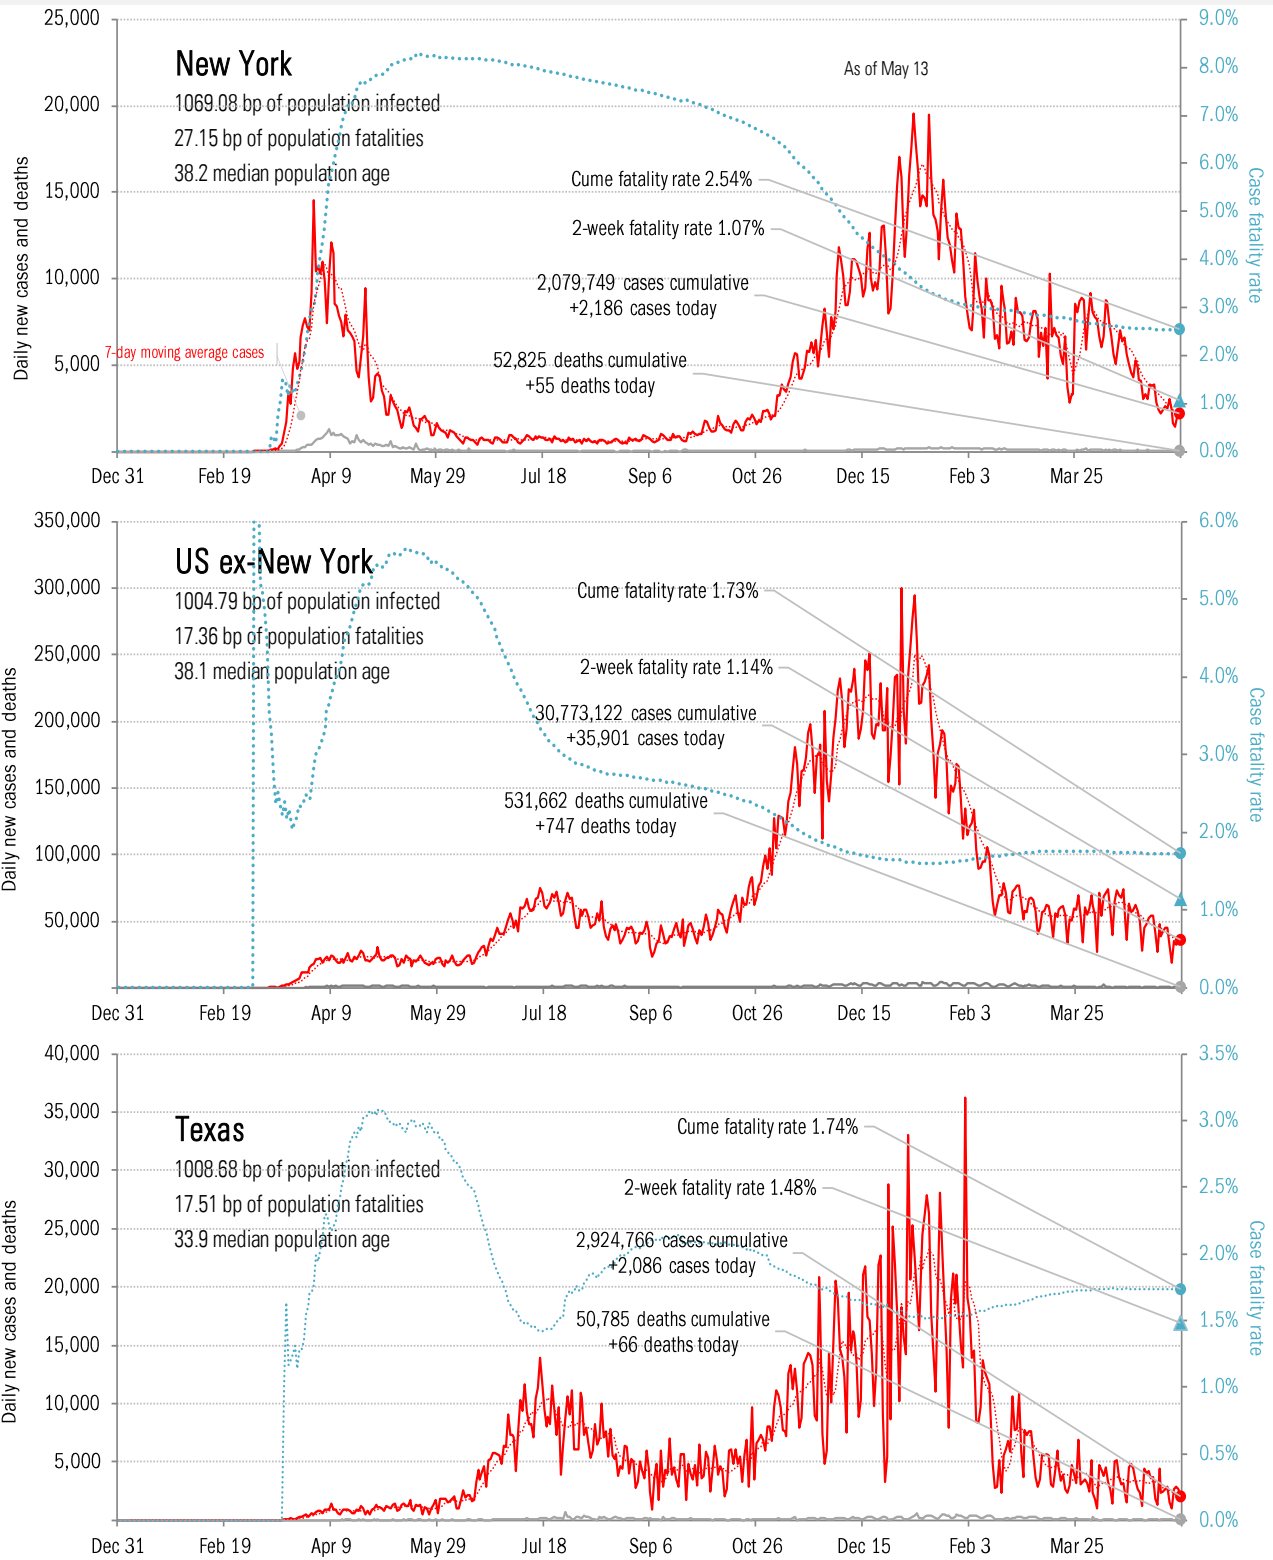 25,000
9.0%
New York
As of May 13
8.0%
1069.08 bp of population infected
20,000
7.0%
27.15 bp of population fatalities
38.2 median population age
6.0%
Cume fatality rate 2.54%
15,000
5.0%
2-week fatality rate 1.07%
Daily new cases and deaths
Case fatality rate
4.0%
10,000
2,079,749 cases cumulative
+2,186 cases today
3.0%
7-day moving average cases
5,000
52,825 deaths cumulative
+55 deaths today
2.0%
1.0%
0.0%
Dec 31
Feb 19
Apr 9
May 29
Jul 18
Sep 6
Oct 26
Dec 15
Feb 3
Mar 25
350,000
6.0%
US ex-New York
300,000
Cume fatality rate 1.73%
1004.79 bp of population infected
5.0%
17.36 bp of population fatalities
250,000
2-week fatality rate 1.14%
38.1 median population age
4.0%
Daily new cases and deaths
Case fatality rate
200,000
30,773,122 cases cumulative
+35,901 cases today
3.0%
150,000
531,662 deaths cumulative
+747 deaths today
2.0%
100,000
50,000
1.0%
0.0%
Dec 31
Feb 19
Apr 9
May 29
Jul 18
Sep 6
Oct 26
Dec 15
Feb 3
Mar 25
40,000
3.5%
35,000
Texas
Cume fatality rate 1.74%
3.0%
30,000
1008.68 bp of population infected
2-week fatality rate 1.48%
2.5%
17.51 bp of population fatalities
25,000
33.9 median population age
2,924,766 cases cumulative
+2,086 cases today
2.0%
Daily new cases and deaths
Case fatality rate
20,000
50,785 deaths cumulative
+66 deaths today
1.5%
15,000
1.0%
10,000
5,000
0.5%
0.0%
Dec 31
Feb 19
Apr 9
May 29
Jul 18
Sep 6
Oct 26
Dec 15
Feb 3
Mar 25